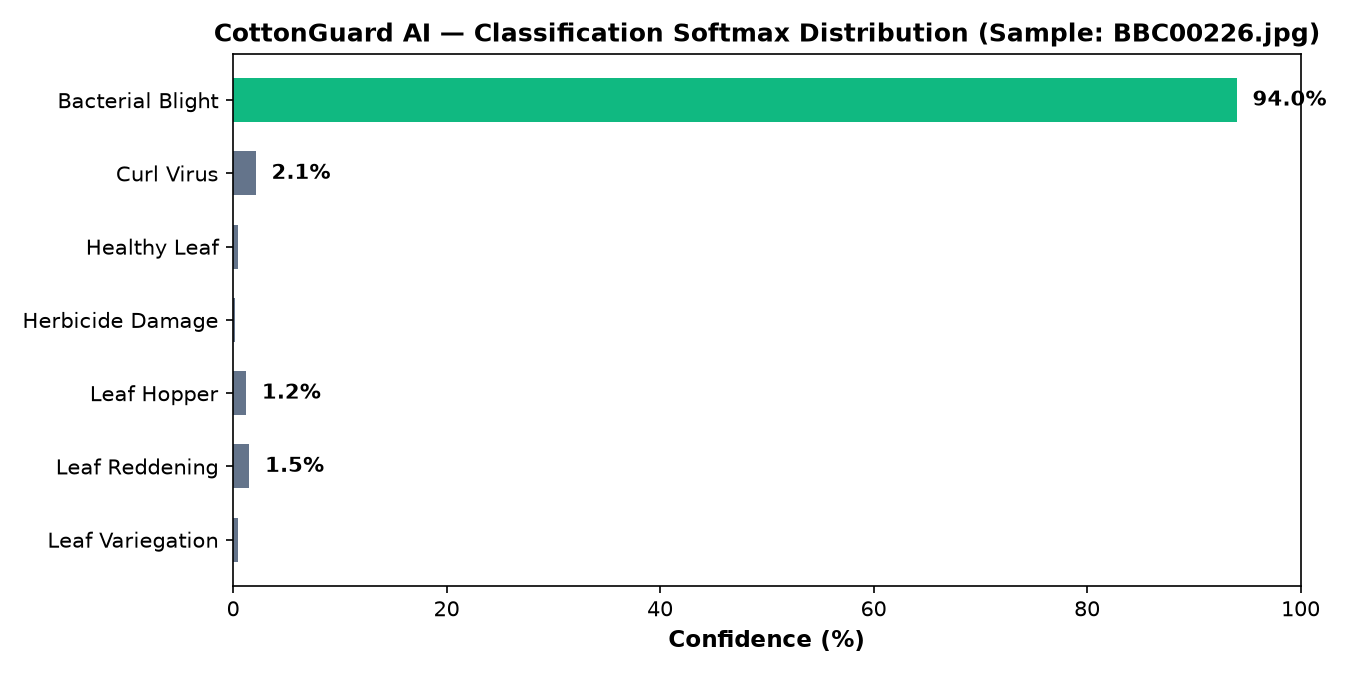 CottonGuard AI — Classification Softmax Distribution (Sample: BBC00226.jpg)
Bacterial Blight 94.0%
Curl Virus 2.1%
Healthy Leaf
Herbicide Damage
Leaf Hopper 1.2%
Leaf Reddening 1.5%
Leaf Variegation
0 20 40 60 80 100
Confidence (%)